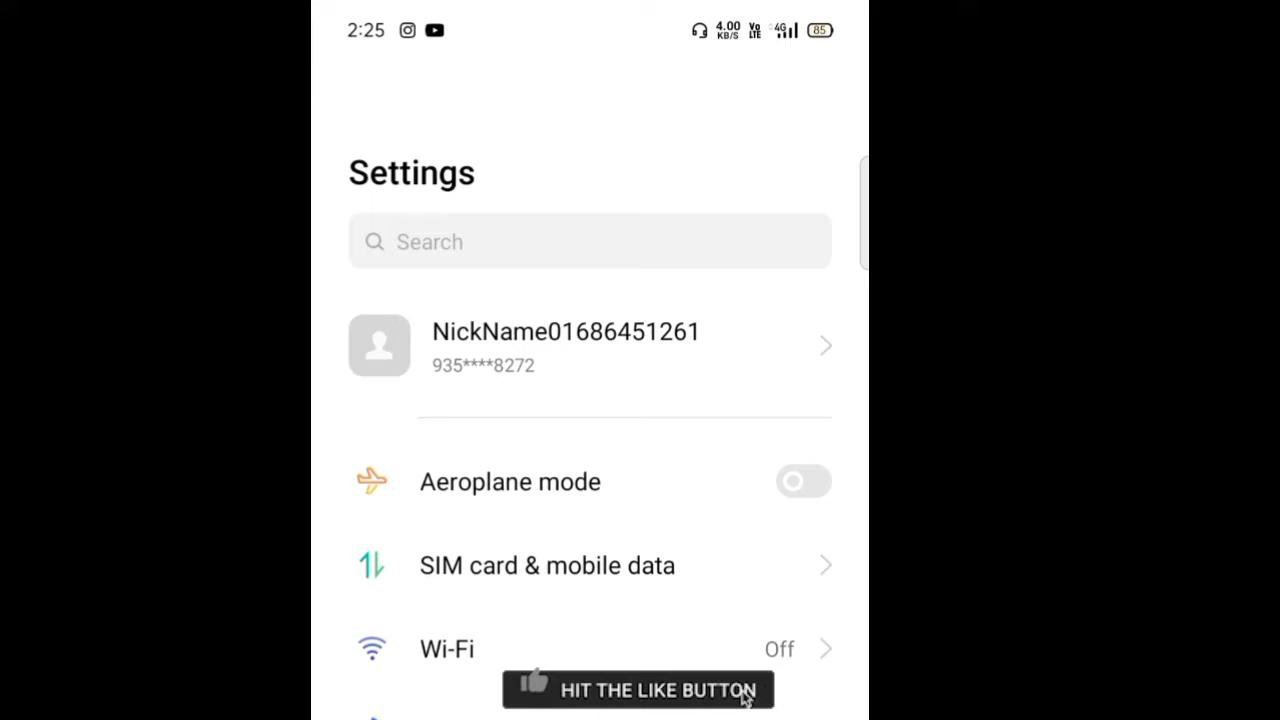 2:25 4.00 KB/S Vo LTE 4G 85
Settings
Search
NickName01686451261
935****8272
Aeroplane mode
SIM card & mobile data
Wi-Fi Off
HIT THE LIKE BUTTON